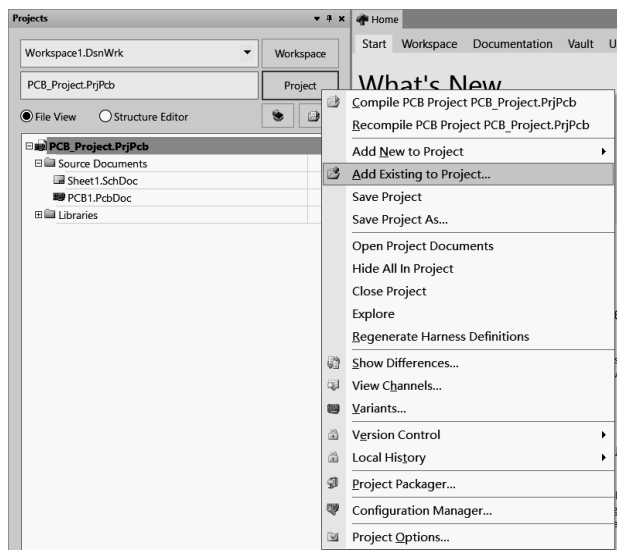 Projects
Workspace1.DsnWrk
Workspace
PCB_Project.PrjPcb
Project
File View
Structure Editor
PCB_Project.PrjPcb
Source Documents
Sheet1.SchDoc
PCB1.PcbDoc
Libraries
Home
Start Workspace Documentation Vault U
What's New
Compile PCB Project PCB_Project.PrjPcb
Recompile PCB Project PCB_Project.PrjPcb
Add New to Project
Add Existing to Project...
Save Project
Save Project As...
Open Project Documents
Hide All In Project
Close Project
Explore
Regenerate Harness Definitions
Show Differences...
View Channels...
Variants...
Version Control
Local History
Project Packager...
Configuration Manager...
Project Options...